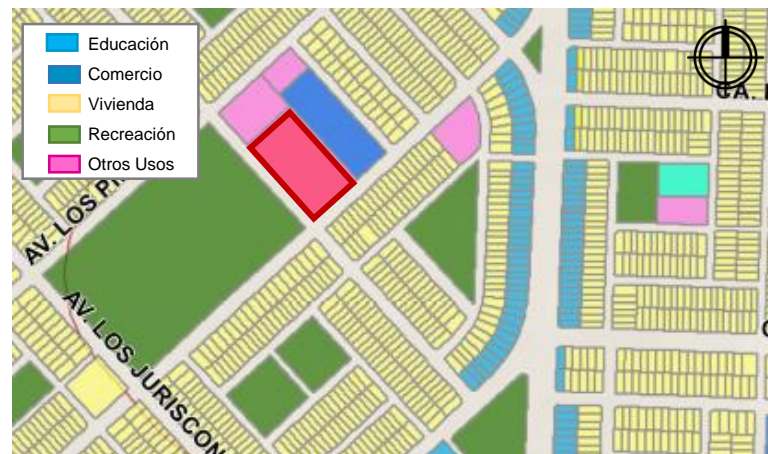 Educación
Comercio
Vivienda
Recreación
Otros Usos
CA.
AV. LOS
AV. LOS JURISCON